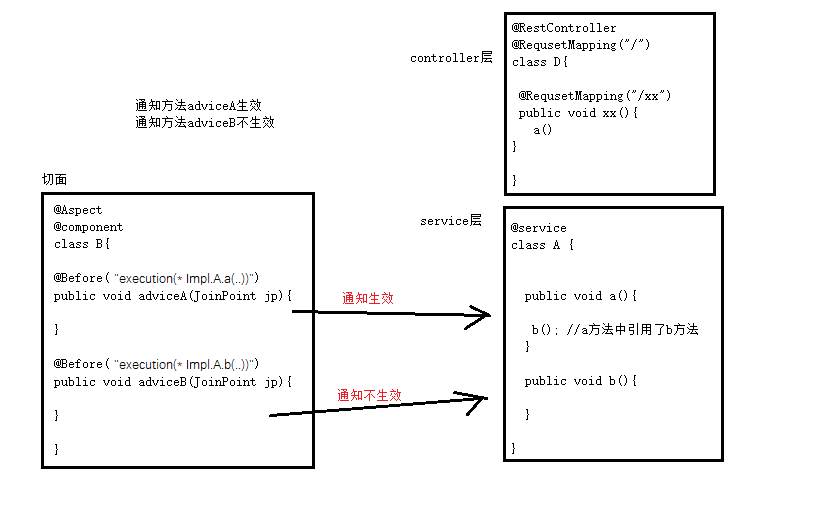 通知方法adviceA生效
通知方法adviceB不生效
controller层
@RestController
@RequsetMapping("/")
class D{
@RequsetMapping("/xx")
public void xx(){
a()
}
}
切面
@Aspect
@component
class B{
@Before( "execution(* Impl.A.a(..))")
public void adviceA(JoinPoint jp){
}
@Before( "execution(* Impl.A.b(..))")
public void adviceB(JoinPoint jp){
}
}
通知生效
通知不生效
service层
@service
class A {
public void a(){
b(); //a方法中引用了b方法
}
public void b(){
}
}